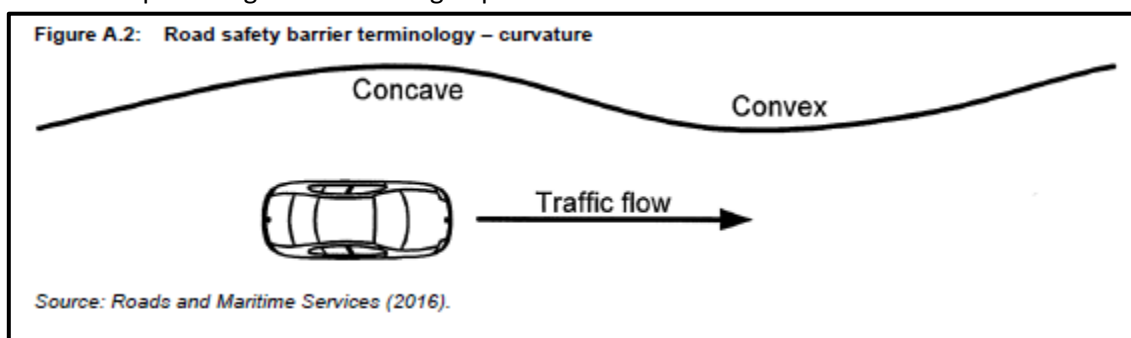 Figure A.2: Road safety barrier terminology – curvature
Concave
Convex
Traffic flow
Source: Roads and Maritime Services (2016).